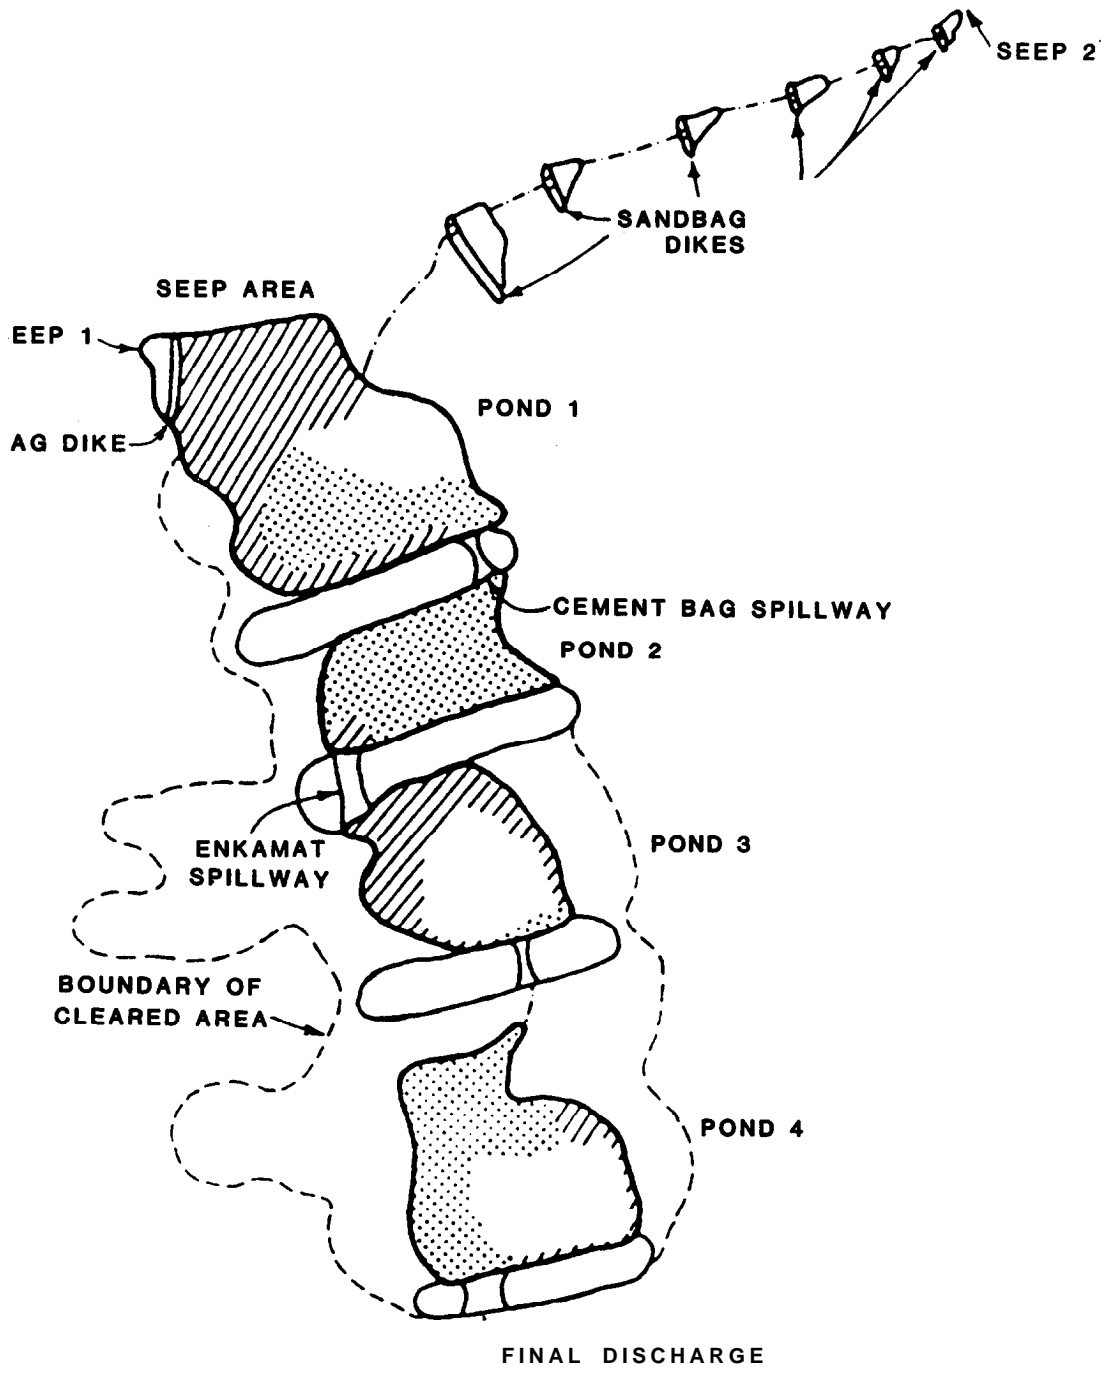 SEEP 2
SANDBAG
DIKES
SEEP AREA
EEP 1
POND 1
AG DIKE
CEMENT BAG SPILLWAY
POND 2
ENKAMAT
SPILLWAY
POND 3
BOUNDARY OF
CLEARED AREA
POND 4
FINAL DISCHARGE